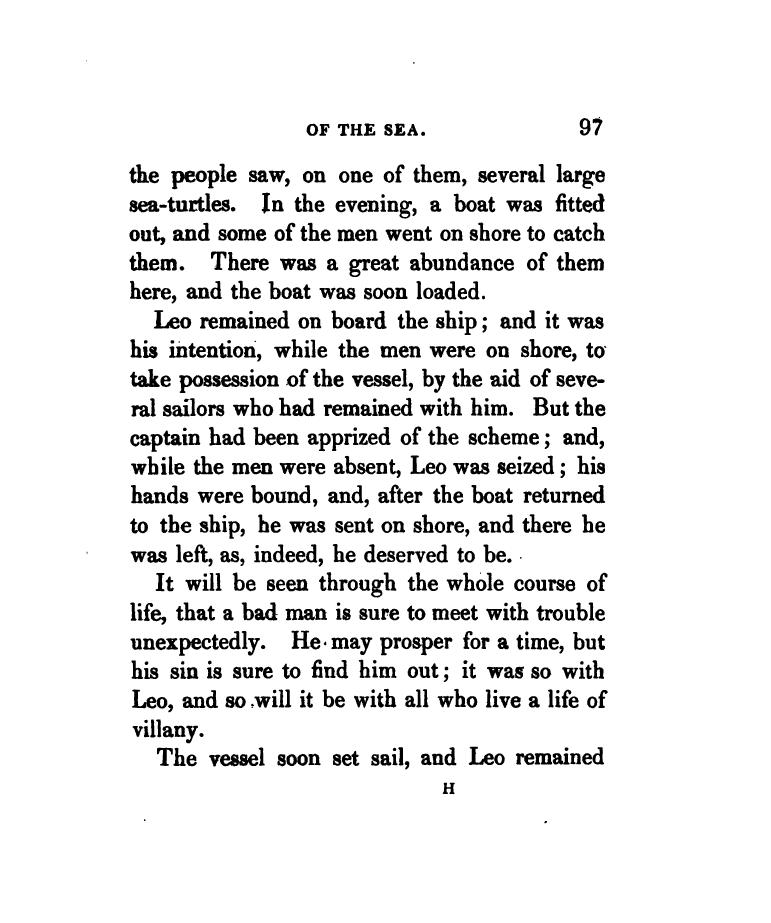 OF THE SEA. 97
the people saw, on one of them, several large
sea-turtles. In the evening, a boat was fitted
out, and some of the men went on shore to catch
them. There was a great abundance of them
here, and the boat was soon loaded.
Leo remained on board the ship; and it was
his intention, while the men were on shore, to
take possession of the vessel, by the aid of seve-
ral sailors who had remained with him. But the
captain had been apprized of the scheme; and,
while the men were absent, Leo was seized; his
hands were bound, and, after the boat returned
to the ship, he was sent on shore, and there he
was left, as, indeed, he deserved to be.
It will be seen through the whole course of
life, that a bad man is sure to meet with trouble
unexpectedly. He may prosper for a time, but
his sin is sure to find him out; it was so with
Leo, and so will it be with all who live a life of
villany.
The vessel soon set sail, and Leo remained
H